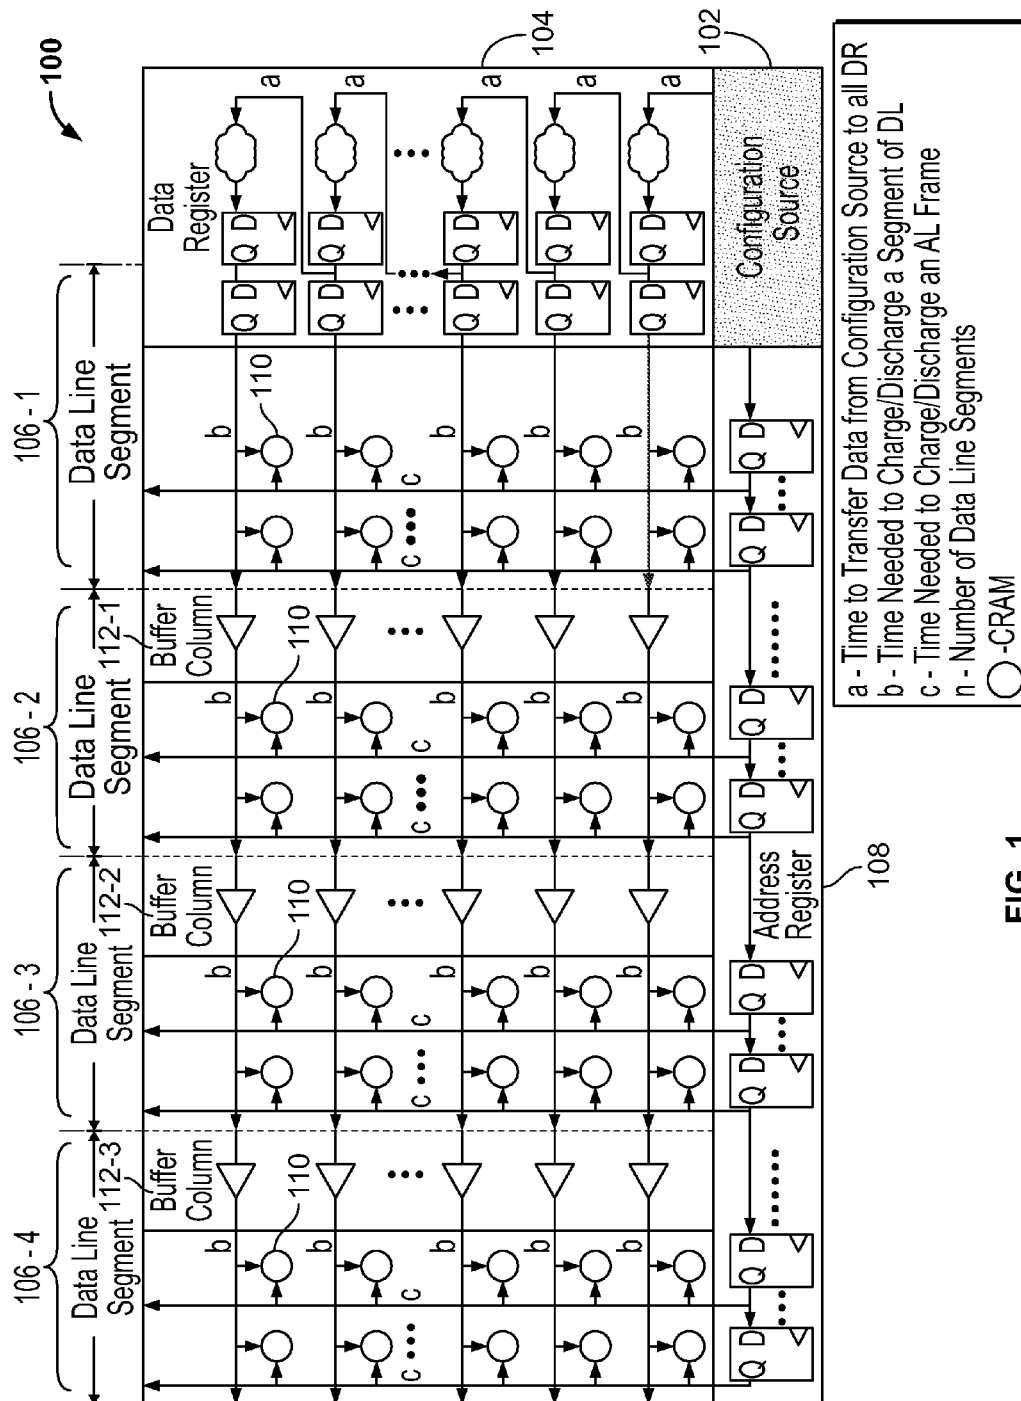 100
106 - 4
106 - 3
106 - 2
106 - 1
104
102
Data Line
Segment
Data Line
Segment
Data Line
Segment
Data Line
Segment
112-3
112-2
112-1
Buffer
Column
Buffer
Column
Buffer
Column
Data
Register
110
110
110
110
b b b b b
b b b b b
b b b b b
b b b b b
c c
c c
c c
c c
a a a a a
Q D Q D
Q D Q D
Q D Q D
Q D Q D
Q D Q D
Configuration
Source
Address
Register
108
Q D Q D
Q D Q D
Q D Q D
Q D Q D
a - Time to Transfer Data from Configuration Source to all DR
b - Time Needed to Charge/Discharge a Segment of DL
c - Time Needed to Charge/Discharge an AL Frame
n - Number of Data Line Segments
-CRAM
FIG. 1